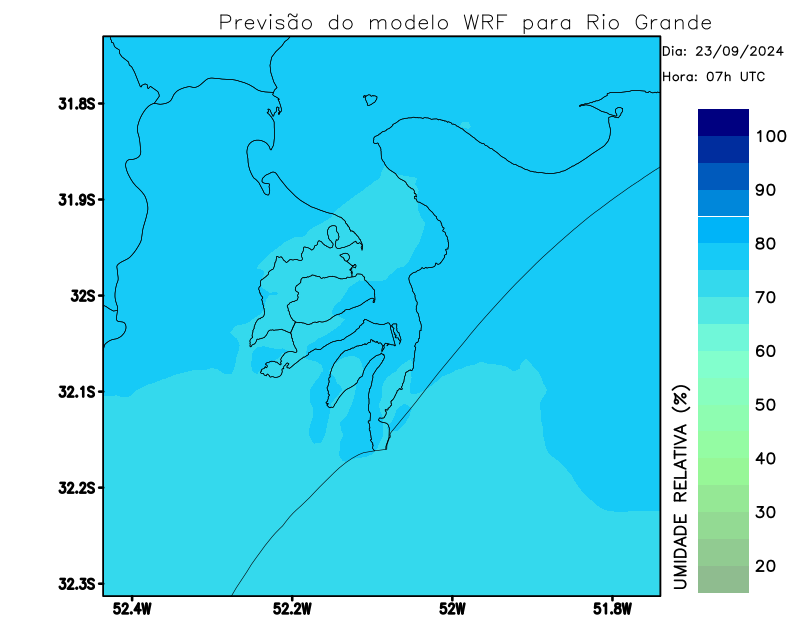 Previsão do modelo WRF para Rio Grande
Dia: 23/09/2024
Hora: 07h UTC
31.8S
31.9S
32S
32.1S
32.2S
32.3S
52.4W
52.2W
52W
51.8W
100
90
80
70
60
50
40
30
20
UMIDADE RELATIVA (%)